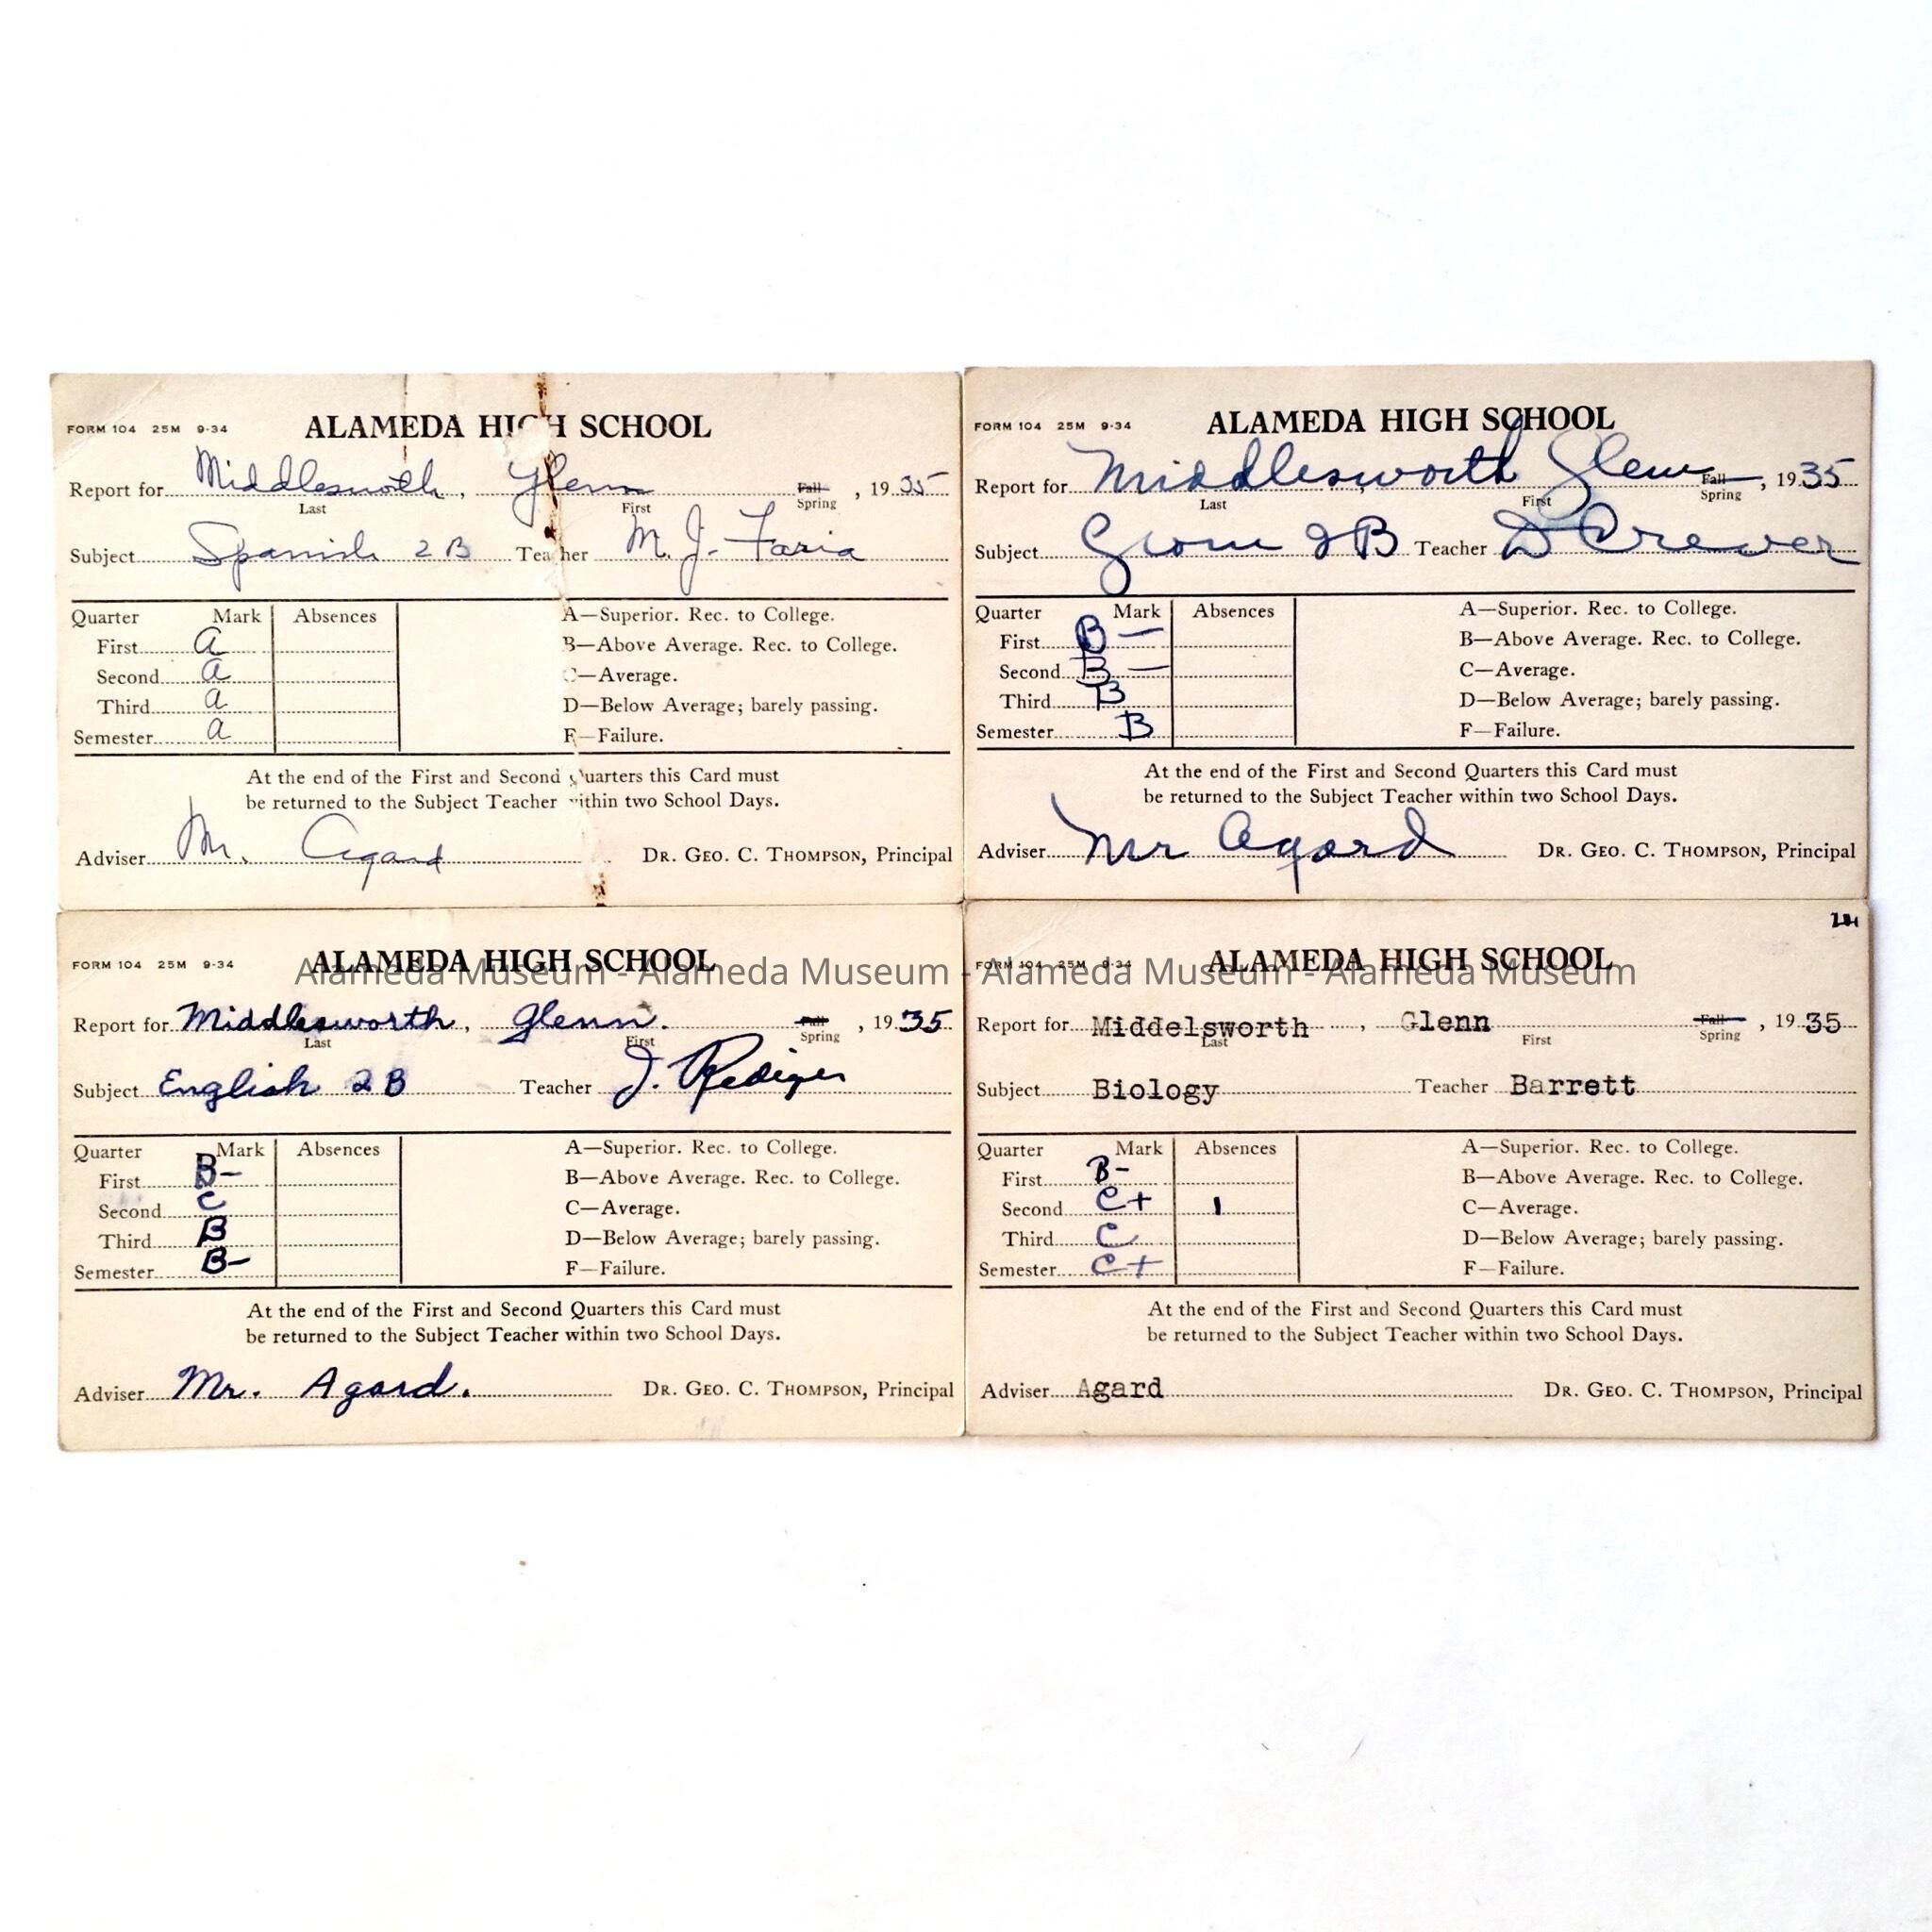 FORM 104 25M 9-34 ALAMEDA HIGH SCHOOL
Report for Middlesworth, Glenn Fall Spring, 1935
Last First
Subject Spanish 2B Teacher M. J. Faria
Quarter Mark Absences A—Superior. Rec. to College.
First A B—Above Average. Rec. to College.
Second A C—Average.
Third A D—Below Average; barely passing.
Semester A F—Failure.
At the end of the First and Second Quarters this Card must
be returned to the Subject Teacher within two School Days.
Adviser Mr. Agard DR. GEO. C. THOMPSON, Principal
FORM 104 25M 9-34 ALAMEDA HIGH SCHOOL
Report for Middlesworth Glenn Fall Spring, 1935
Last First
Subject 2B Teacher
Quarter Mark Absences A—Superior. Rec. to College.
First B- B—Above Average. Rec. to College.
Second B- C—Average.
Third B D—Below Average; barely passing.
Semester B F—Failure.
At the end of the First and Second Quarters this Card must
be returned to the Subject Teacher within two School Days.
Adviser Mr Agard DR. GEO. C. THOMPSON, Principal
FORM 104 25M 9-34 ALAMEDA HIGH SCHOOL
Alameda Museum - Alameda Museum - Alameda Museum - Alameda Museum
Report for Middlesworth, Glenn. Fall Spring, 1935
Last First
Subject English 2B Teacher J. Rediger
Quarter Mark Absences A—Superior. Rec. to College.
First B- B—Above Average. Rec. to College.
Second C C—Average.
Third B D—Below Average; barely passing.
Semester B- F—Failure.
At the end of the First and Second Quarters this Card must
be returned to the Subject Teacher within two School Days.
Adviser Mr. Agard. DR. GEO. C. THOMPSON, Principal
FORM 104 25M 9-34 ALAMEDA HIGH SCHOOL
Report for Middelsworth, Glenn Fall Spring, 1935
Last First
Subject Biology Teacher Barrett
Quarter Mark Absences A—Superior. Rec. to College.
First B- B—Above Average. Rec. to College.
Second C+ 1 C—Average.
Third C D—Below Average; barely passing.
Semester C+ F—Failure.
At the end of the First and Second Quarters this Card must
be returned to the Subject Teacher within two School Days.
Adviser Agard DR. GEO. C. THOMPSON, Principal